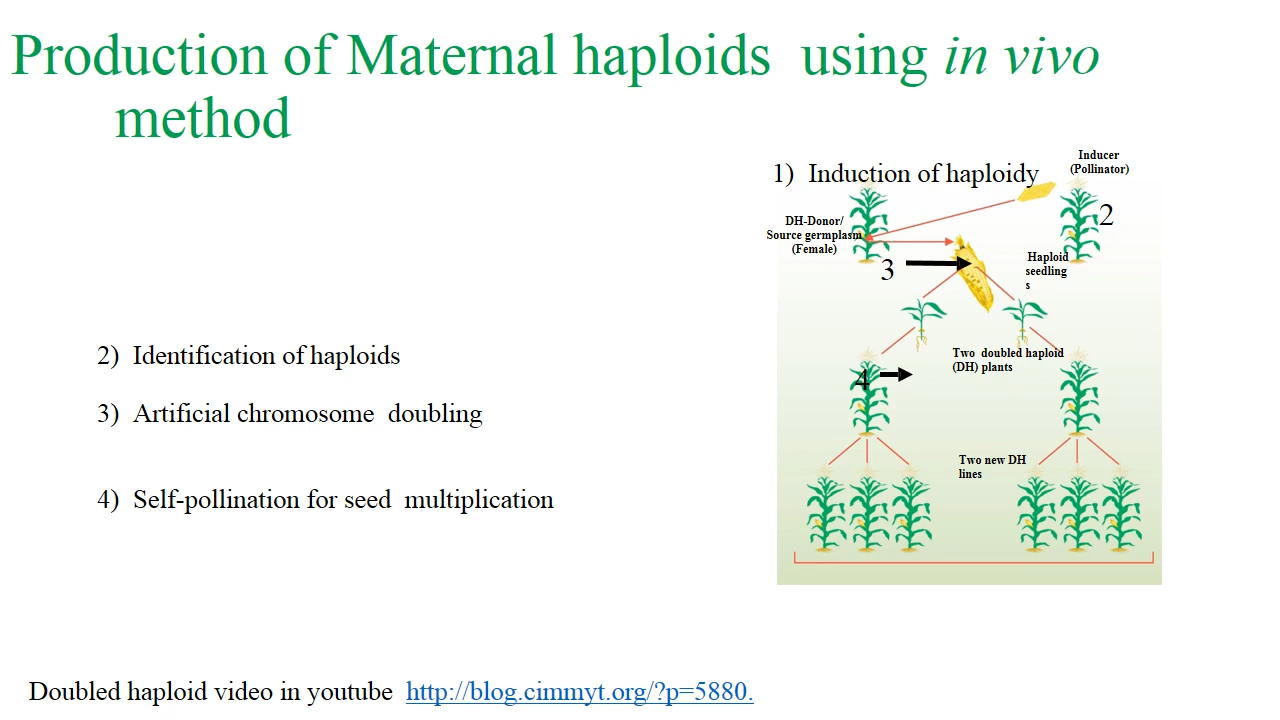 Production of Maternal haploids using in vivo
method
1) Induction of haploidy
Inducer
(Pollinator)
2
DH-Donor/
Source germplasm
(Female)
3
Haploid
seedling
s
2) Identification of haploids
Two doubled haploid
(DH) plants
4
3) Artificial chromosome doubling
Two new DH
lines
4) Self-pollination for seed multiplication
Doubled haploid video in youtube http://blog.cimmyt.org/?p=5880.